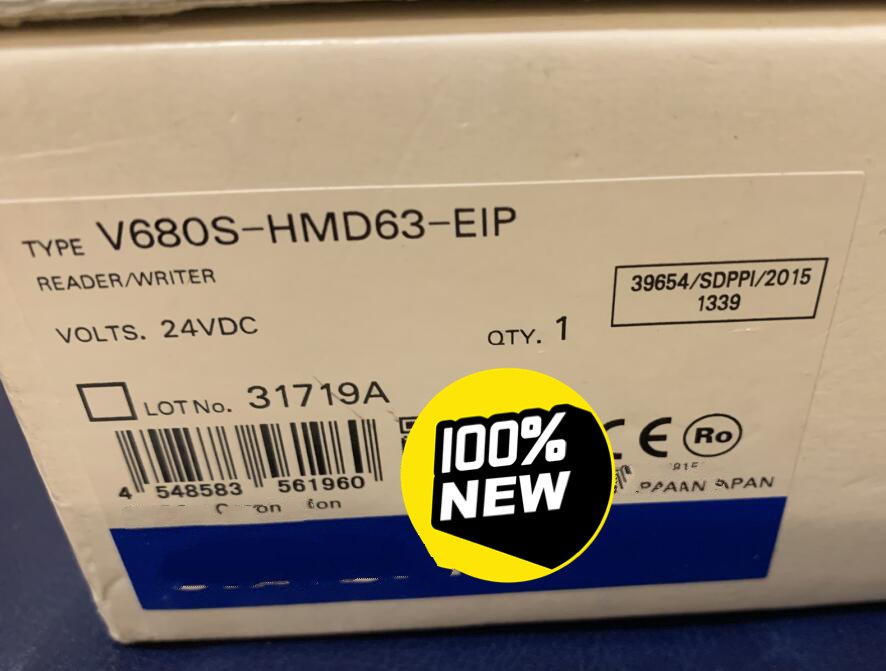 TYPE V680S-HMD63-EIP
READER/WRITER
39654/SDPPI/2015
1339
VOLTS. 24VDC
QTY. 1
LOT No. 31719A
CE Ro
4 548583 561960
100%
NEW